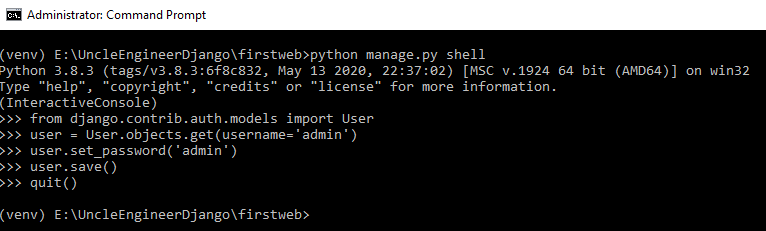 Administrator: Command Prompt
(venv) E:\UncleEngineerDjango\firstweb>python manage.py shell
Python 3.8.3 (tags/v3.8.3:6f8c832, May 13 2020, 22:37:02) [MSC v.1924 64 bit (AMD64)] on win32
Type "help", "copyright", "credits" or "license" for more information.
(InteractiveConsole)
>>> from django.contrib.auth.models import User
>>> user = User.objects.get(username='admin')
>>> user.set_password('admin')
>>> user.save()
>>> quit()
(venv) E:\UncleEngineerDjango\firstweb>